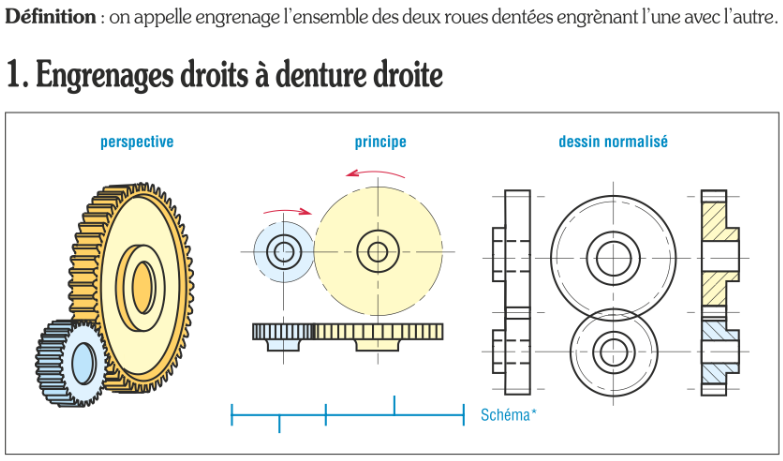 Définition : on appelle engrenage l'ensemble des deux roues dentées engrènant l'une avec l'autre.
1. Engrenages droits à denture droite
perspective
principe
dessin normalisé
Schéma*